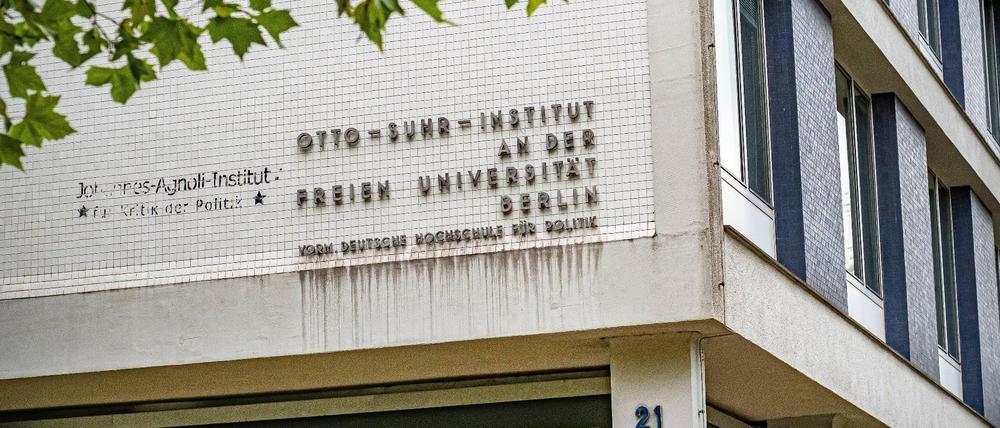 Johannes-Agnoli-Institut
für Kritik der Politik
OTTO=SUHR=INSTITUT
AN DER
FREIEN UNIVERSITÄT
BERLIN
VORM. DEUTSCHE HOCHSCHULE FÜR POLITIK
21